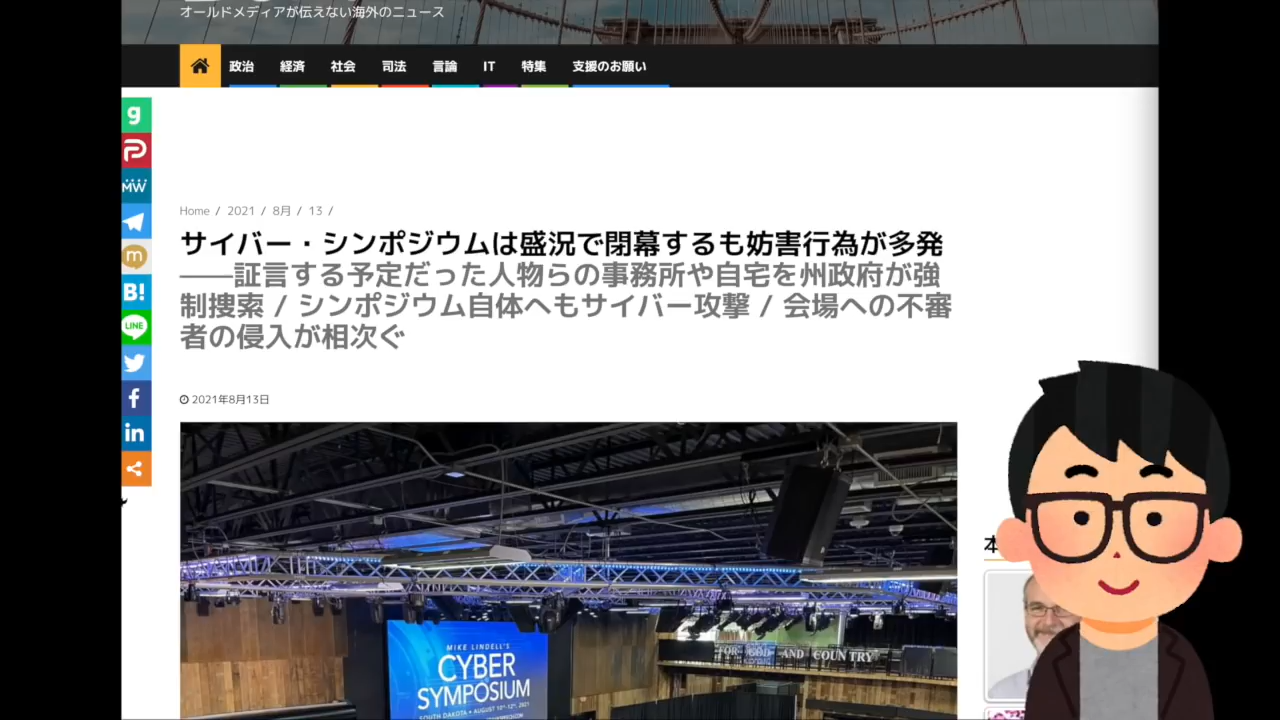 オールドメディアが伝えない海外のニュース
政治 経済 社会 司法 言論 IT 特集 支援のお願い
g
MW
m
B!
LINE
f
in
Home / 2021 / 8月 / 13 /
サイバー・シンポジウムは盛況で閉幕するも妨害行為が多発
――証言する予定だった人物らの事務所や自宅を州政府が強
制捜索 / シンポジウム自体へもサイバー攻撃 / 会場への不審
者の侵入が相次ぐ
2021年8月13日
本
MIKE LINDELL'S
CYBER
SYMPOSIUM
SOUTH DAKOTA • AUGUST 10TH-12TH, 2021
FOR GOD AND COUNTRY